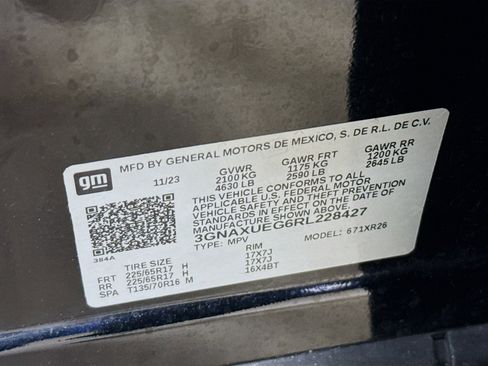 gm
MFD BY GENERAL MOTORS DE MEXICO, S. DE R.L. DE C.V.
11/23 GVWR GAWR FRT GAWR RR
2100 KG 1175 KG 1200 KG
4630 LB 2590 LB 2645 LB
THIS VEHICLE CONFORMS TO ALL
APPLICABLE U.S. FEDERAL MOTOR
VEHICLE SAFETY AND THEFT
PREVENTION STANDARDS IN
EFFECT ON THE DATE OF
MANUFACTURE SHOWN ABOVE.
3GNAXUEG6RL228427
TYPE: MPV MODEL: 671XR26
384A
TIRE SIZE RIM
FRT 225/65R17 H 17X7J
RR 225/65R17 H 17X7J
SPA T135/70R16 M 16X4BT